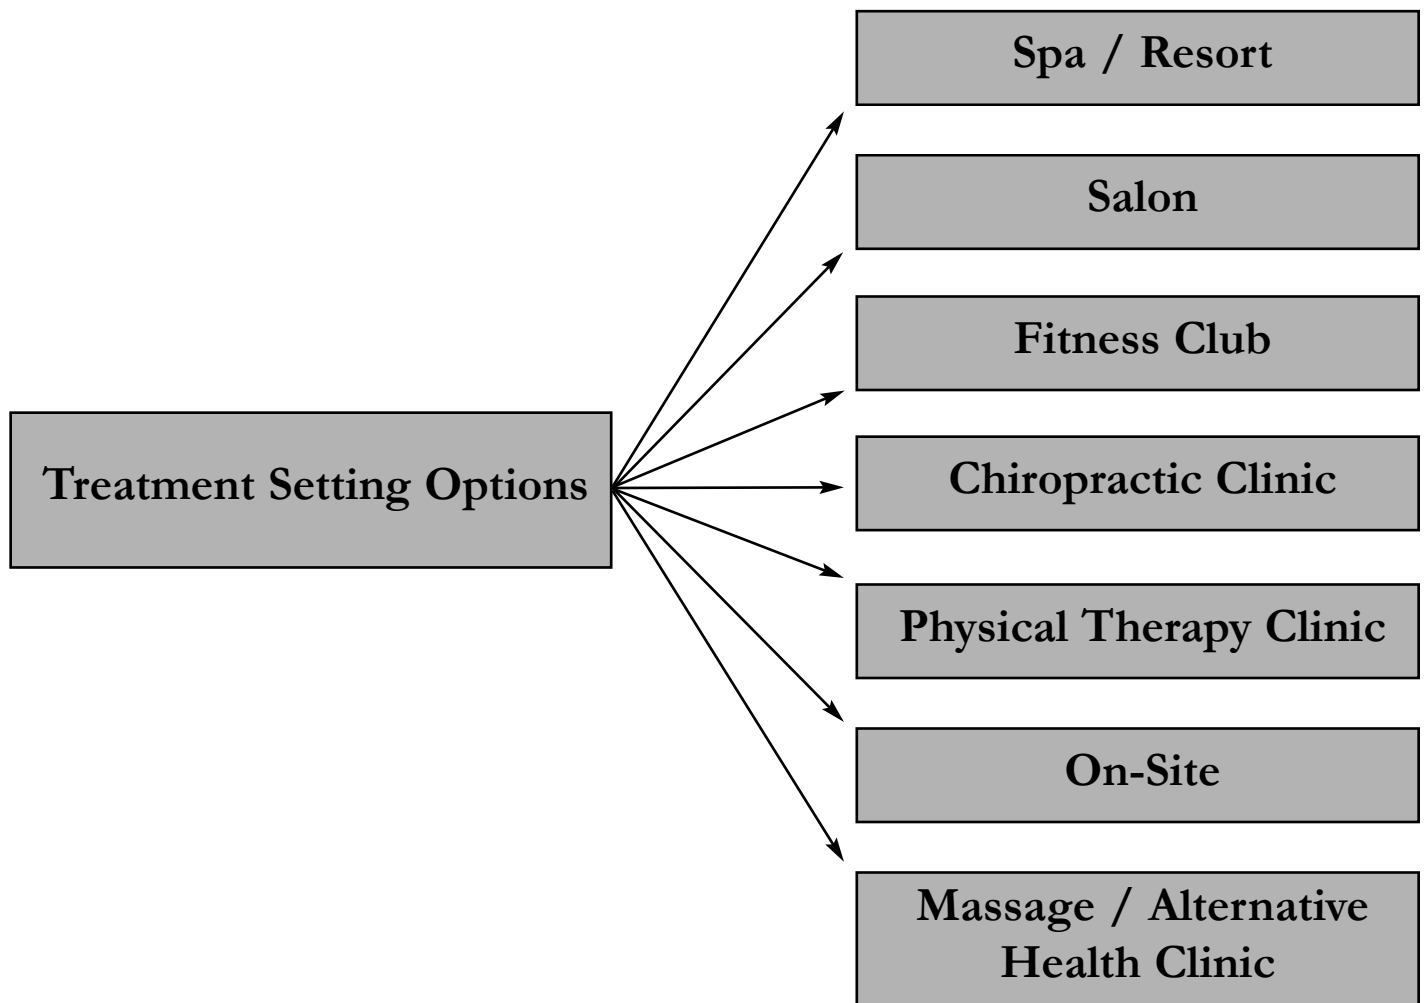 Spa / Resort
Salon
Fitness Club
Treatment Setting Options
Chiropractic Clinic
Physical Therapy Clinic
On-Site
Massage / Alternative
Health Clinic